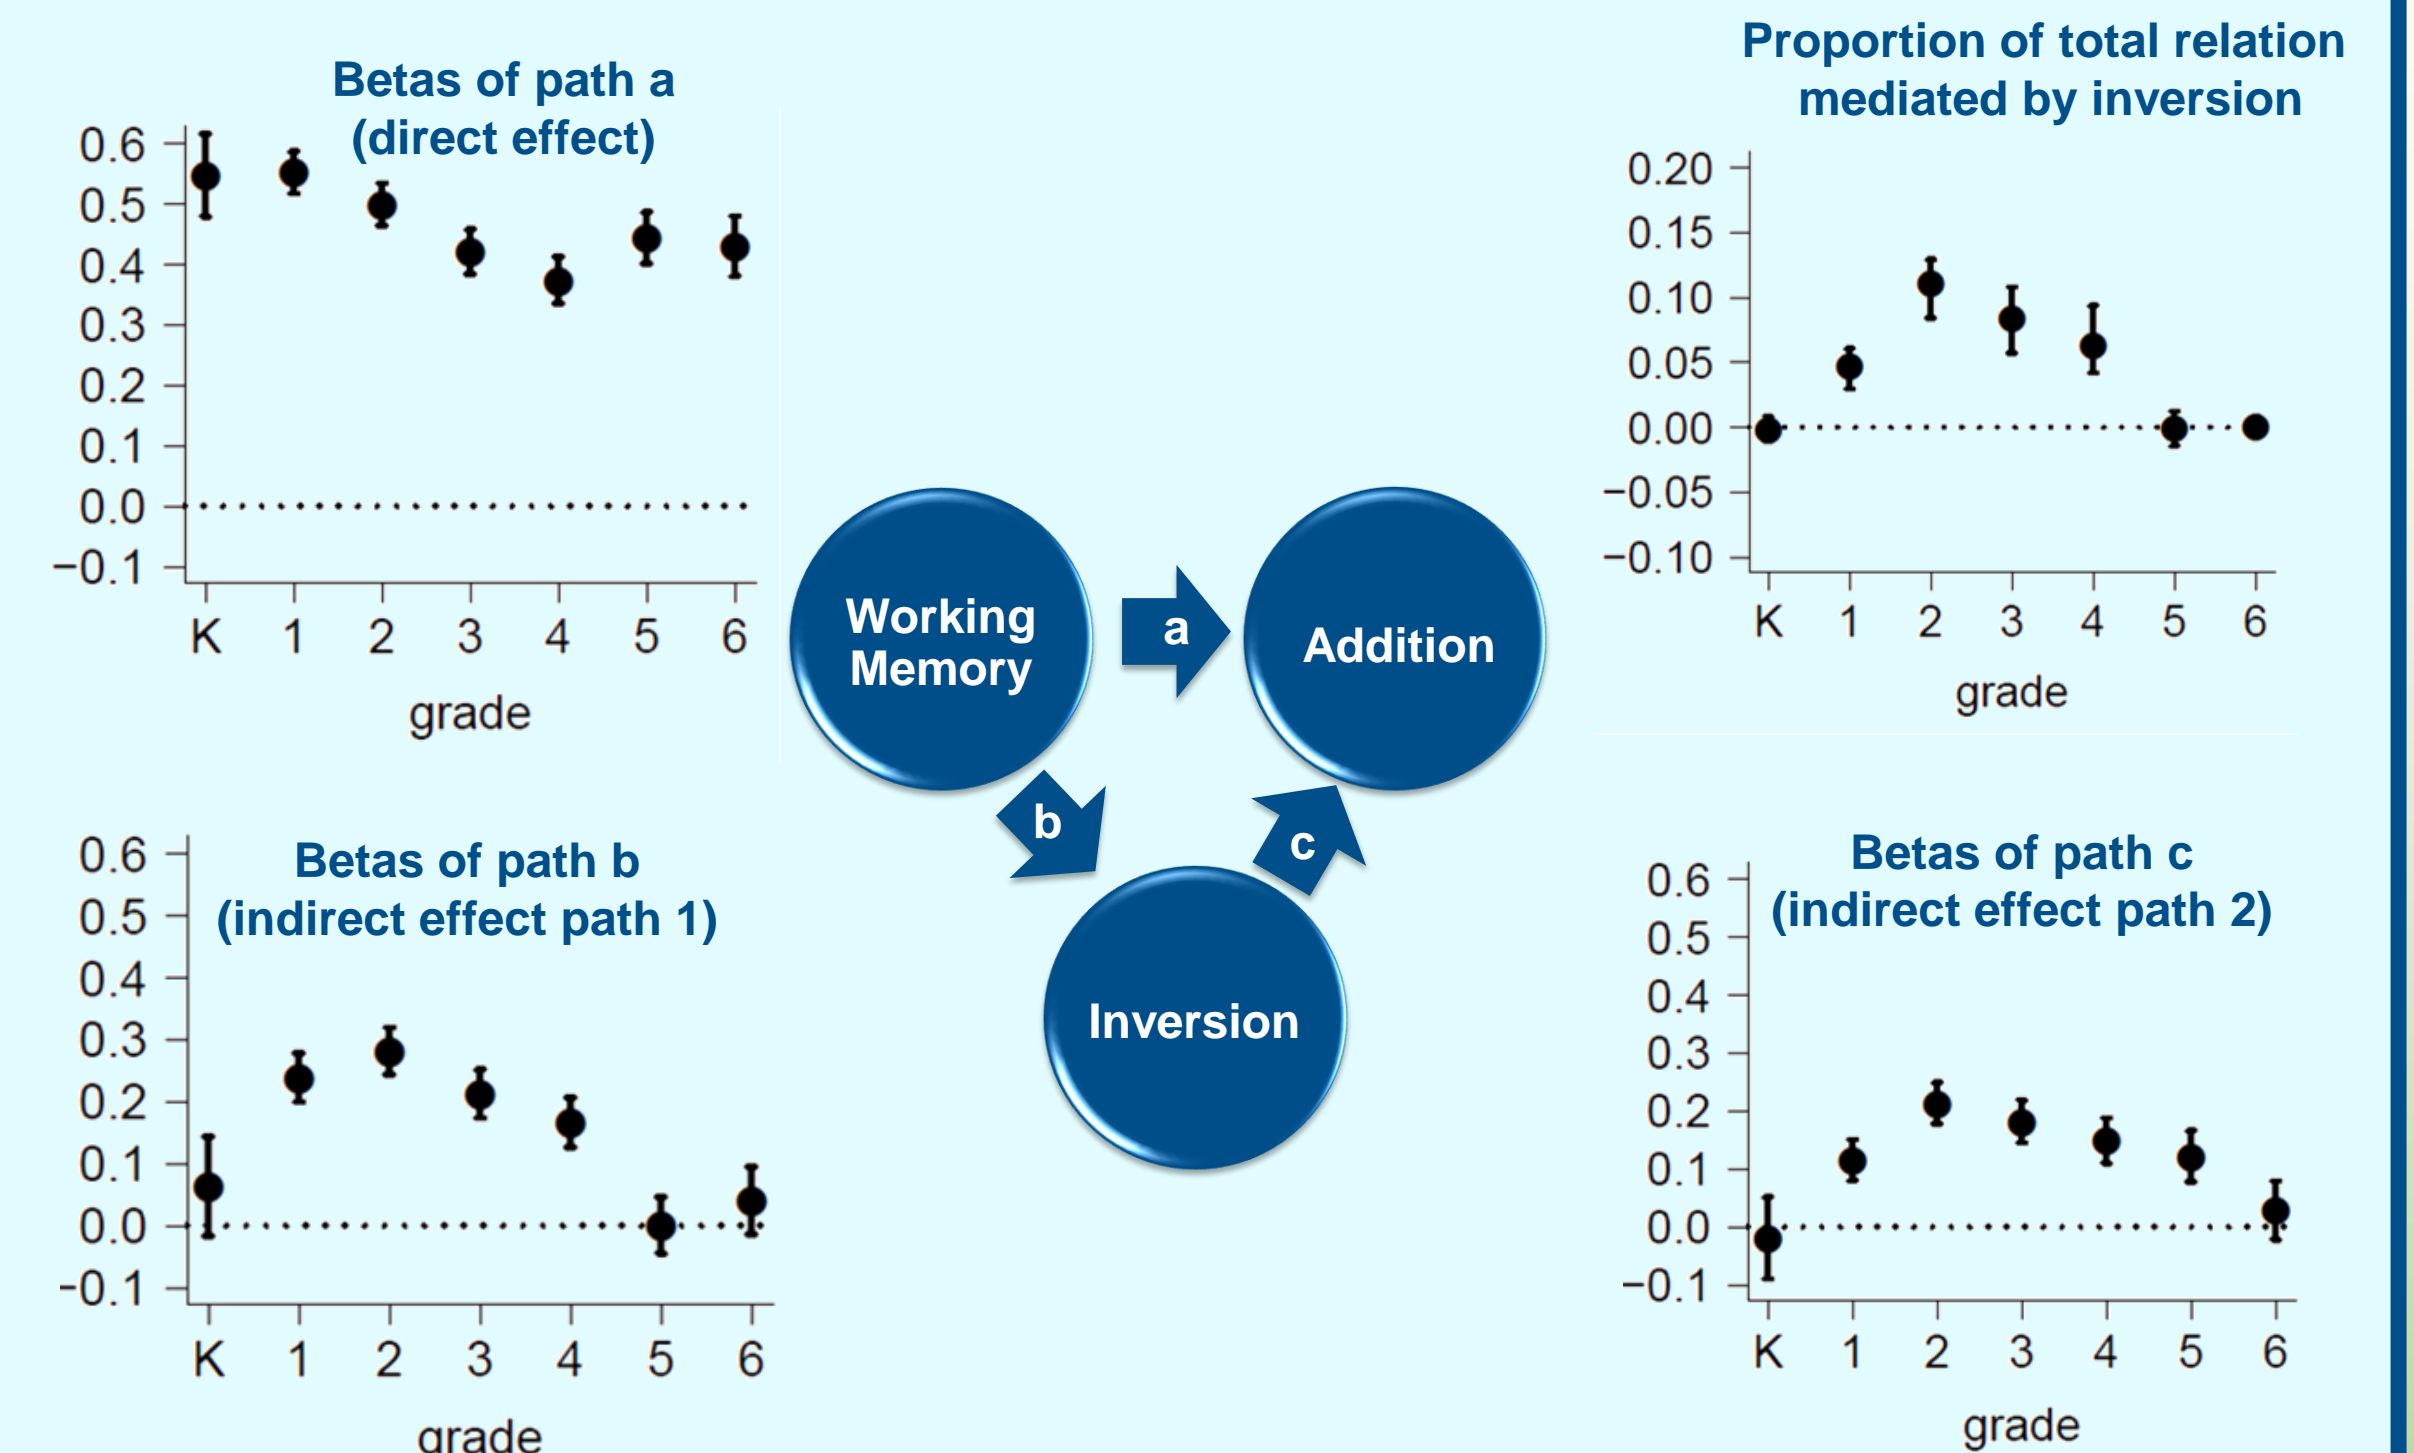 Betas of path a
(direct effect)
0.6
0.5
0.4
0.3
0.2
0.1
0.0
−0.1
K 1 2 3 4 5 6
grade
Proportion of total relation
mediated by inversion
0.20
0.15
0.10
0.05
0.00
−0.05
−0.10
K 1 2 3 4 5 6
grade
Working
Memory
a
Addition
b
c
Inversion
Betas of path b
(indirect effect path 1)
0.6
0.5
0.4
0.3
0.2
0.1
0.0
−0.1
K 1 2 3 4 5 6
grade
Betas of path c
(indirect effect path 2)
0.6
0.5
0.4
0.3
0.2
0.1
0.0
−0.1
K 1 2 3 4 5 6
grade